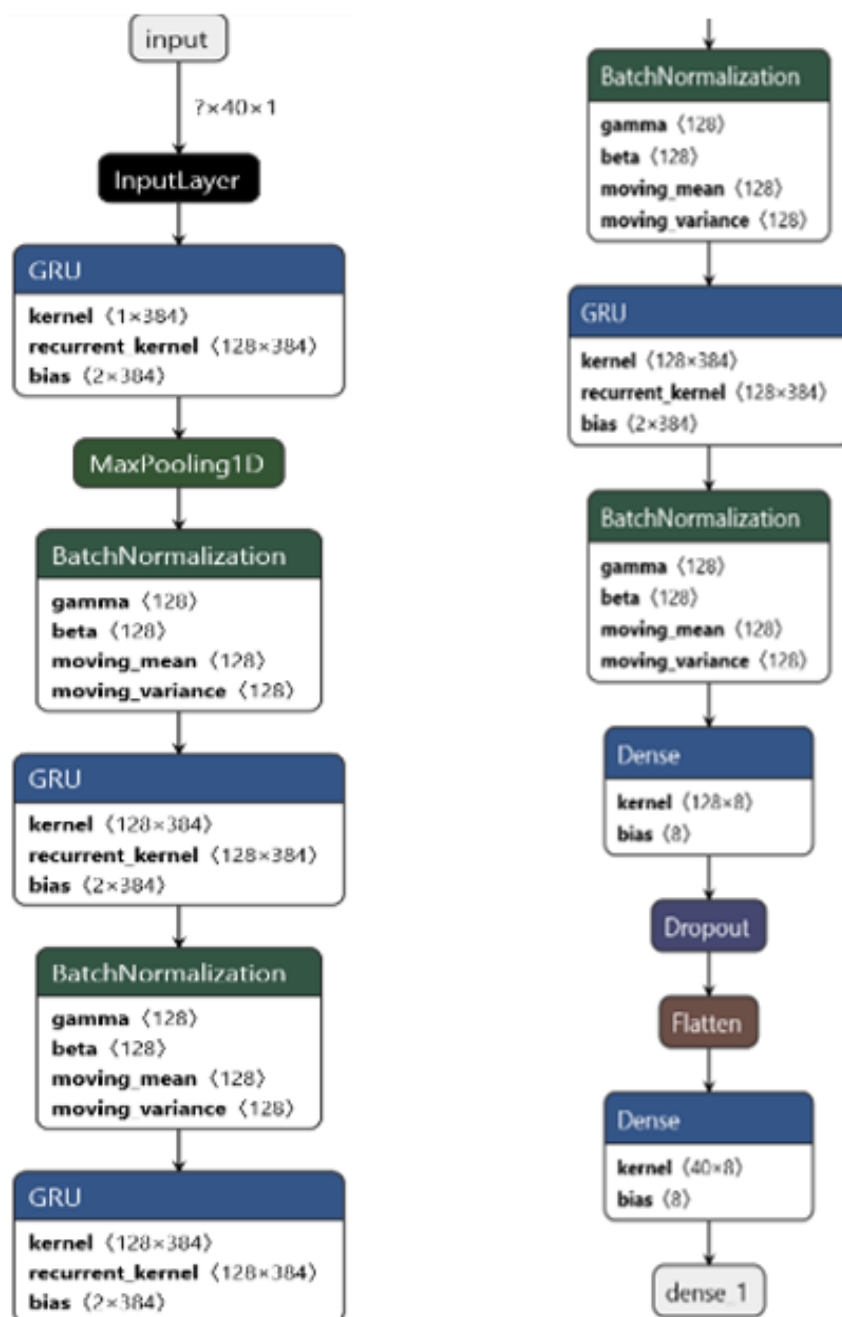 input
?×40×1
InputLayer
GRU
kernel ⟨1×384⟩
recurrent_kernel ⟨128×384⟩
bias ⟨2×384⟩
MaxPooling1D
BatchNormalization
gamma ⟨128⟩
beta ⟨128⟩
moving_mean ⟨128⟩
moving_variance ⟨128⟩
GRU
kernel ⟨128×384⟩
recurrent_kernel ⟨128×384⟩
bias ⟨2×384⟩
BatchNormalization
gamma ⟨128⟩
beta ⟨128⟩
moving_mean ⟨128⟩
moving_variance ⟨128⟩
GRU
kernel ⟨128×384⟩
recurrent_kernel ⟨128×384⟩
bias ⟨2×384⟩
BatchNormalization
gamma ⟨128⟩
beta ⟨128⟩
moving_mean ⟨128⟩
moving_variance ⟨128⟩
GRU
kernel ⟨128×384⟩
recurrent_kernel ⟨128×384⟩
bias ⟨2×384⟩
BatchNormalization
gamma ⟨128⟩
beta ⟨128⟩
moving_mean ⟨128⟩
moving_variance ⟨128⟩
Dense
kernel ⟨128×8⟩
bias ⟨8⟩
Dropout
Flatten
Dense
kernel ⟨40×8⟩
bias ⟨8⟩
dense_1